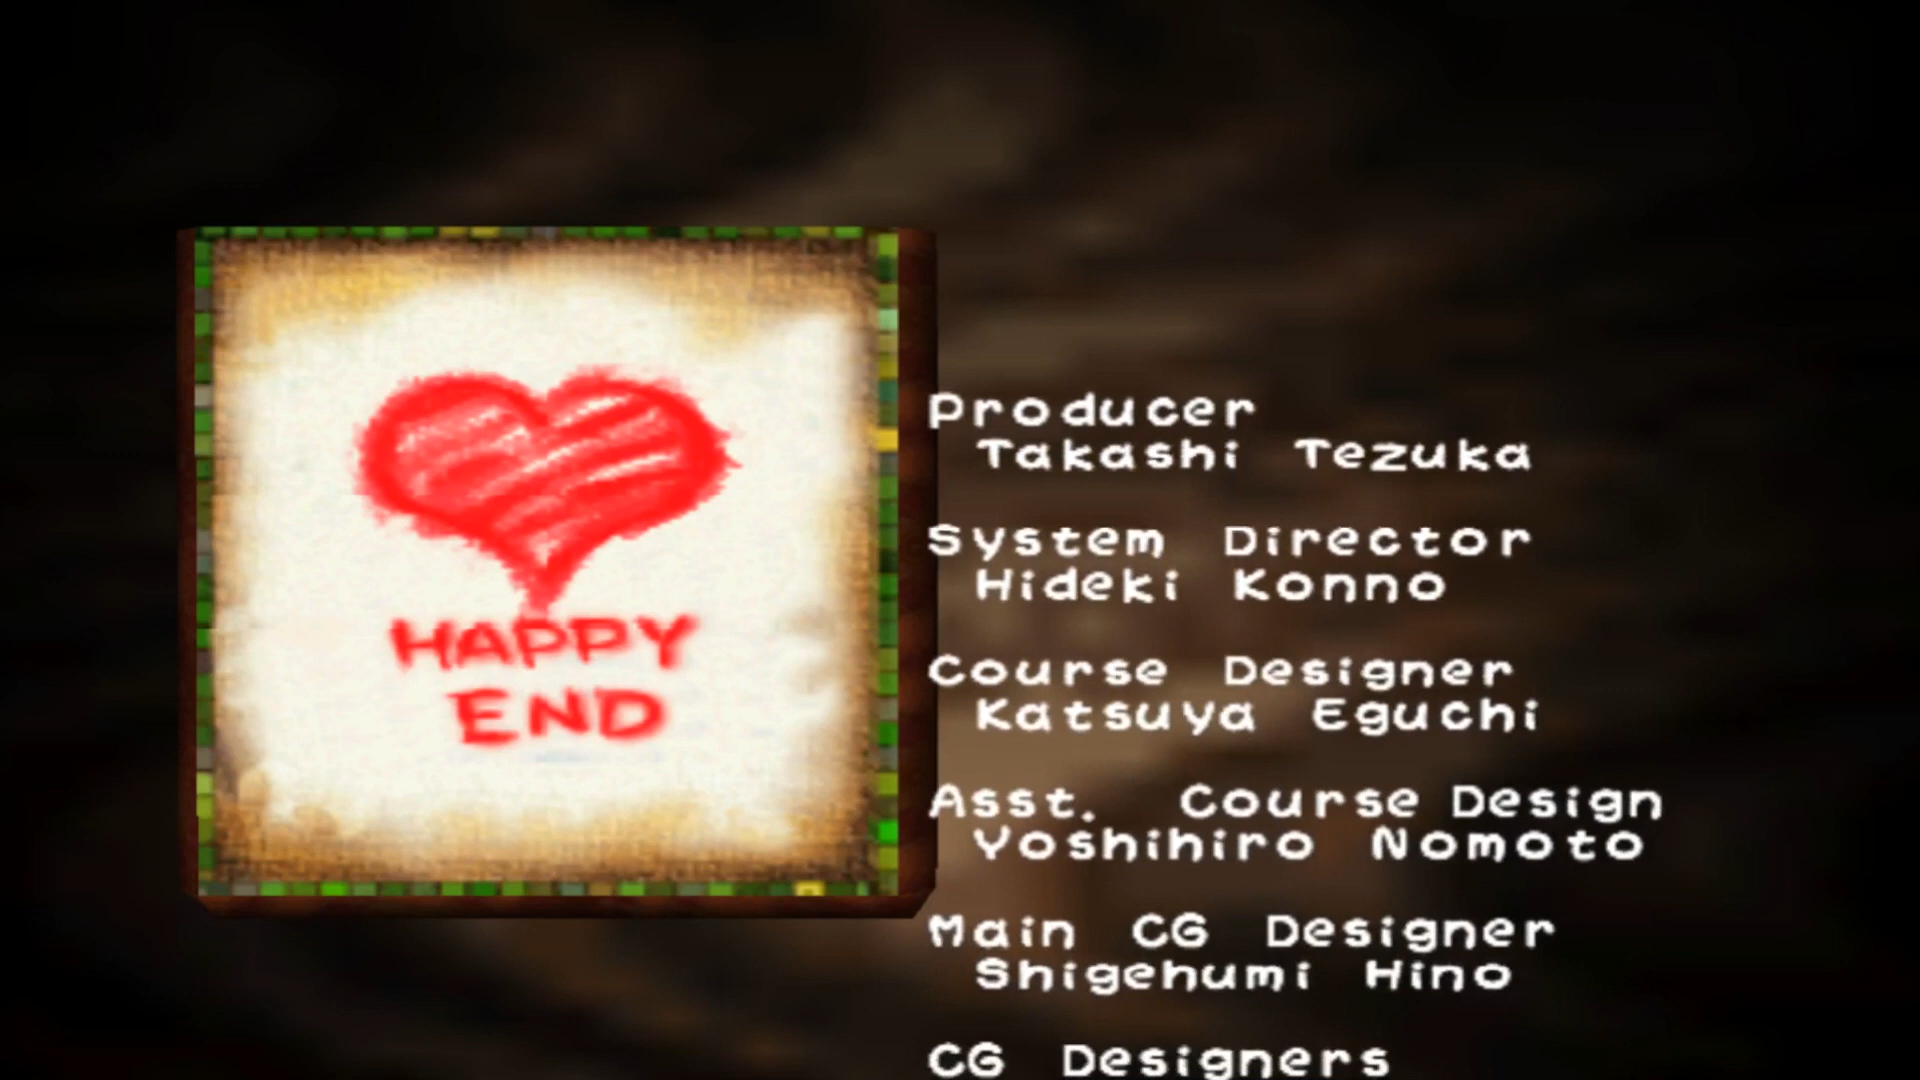 HAPPY
END
Producer
Takashi Tezuka
System Director
Hideki Konno
Course Designer
Katsuya Eguchi
Asst. Course Design
Yoshihiro Nomoto
Main CG Designer
Shigehumi Hino
CG Designers